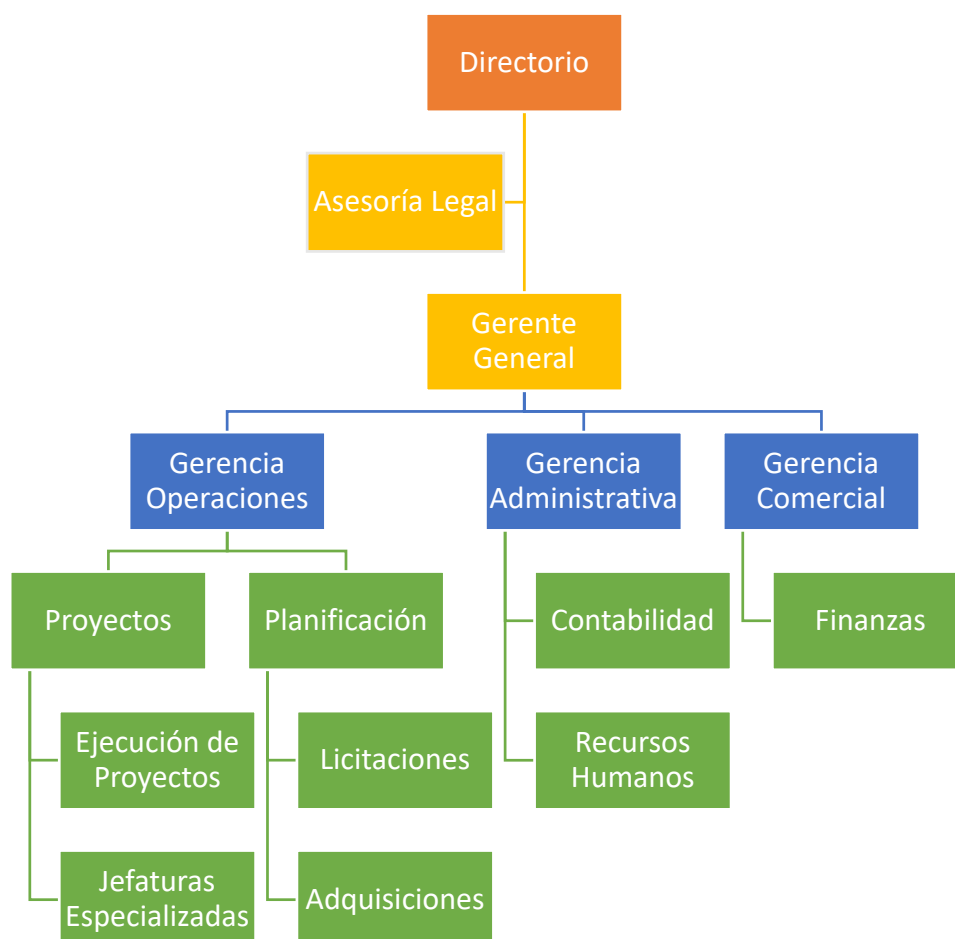 Directorio
Asesoría Legal
Gerente
General
Gerencia
Operaciones
Gerencia
Administrativa
Gerencia
Comercial
Proyectos
Planificación
Contabilidad
Finanzas
Ejecución de
Proyectos
Licitaciones
Recursos
Humanos
Jefaturas
Especializadas
Adquisiciones